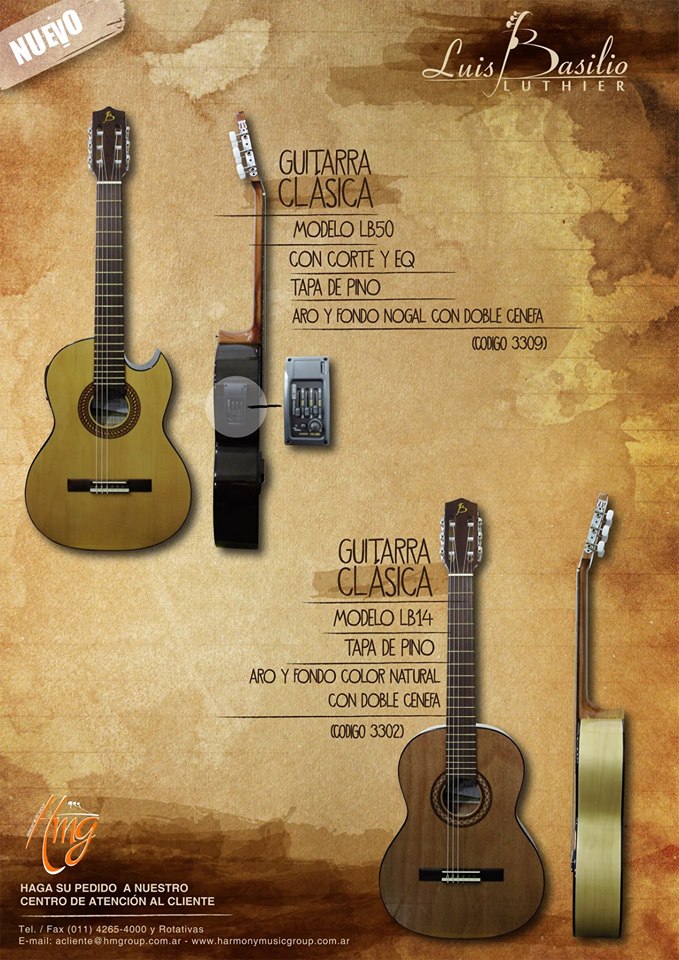 NUEVO
Luis Basilio
LUTHIER
GUITARRA
CLÁSICA
MODELO LB50
CON CORTE Y EQ
TAPA DE PINO
ARO Y FONDO NOGAL CON DOBLE CENEFA
(CODIGO 3309)
GUITARRA
CLÁSICA
MODELO LB14
TAPA DE PINO
ARO Y FONDO COLOR NATURAL
CON DOBLE CENEFA
(CODIGO 3302)
Hmg
HAGA SU PEDIDO A NUESTRO
CENTRO DE ATENCIÓN AL CLIENTE
Tel. / Fax (011) 4265-4000 y Rotativas
E-mail: acliente@hmgroup.com.ar - www.harmonymusicgroup.com.ar